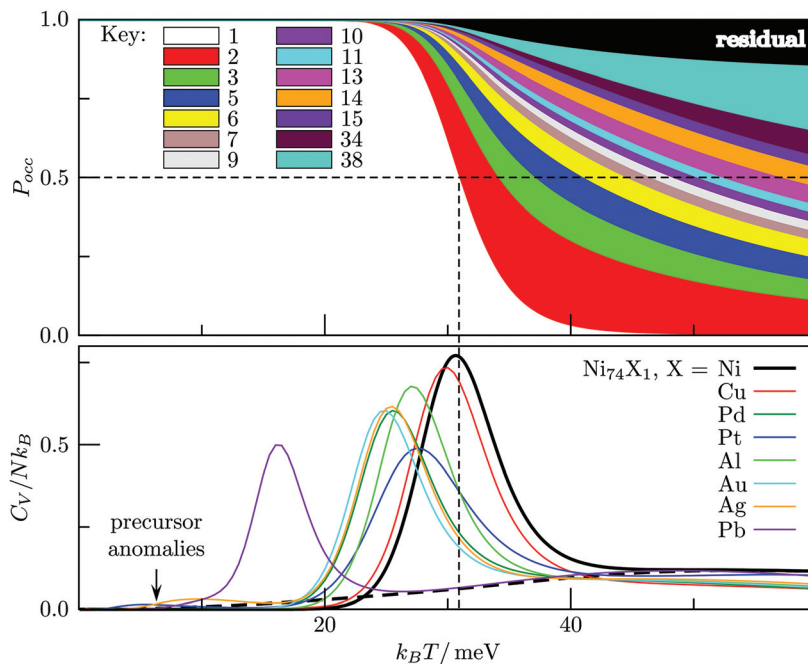 1.0
Key:
1
2
3
5
6
7
9
10
11
13
14
15
34
38
residual
P_occ
0.5
0.0
Ni₇₄X₁, X = Ni
Cu
Pd
Pt
Al
Au
Ag
Pb
C_V/Nk_B
0.5
precursor
anomalies
0.0
20
40
k_BT/meV